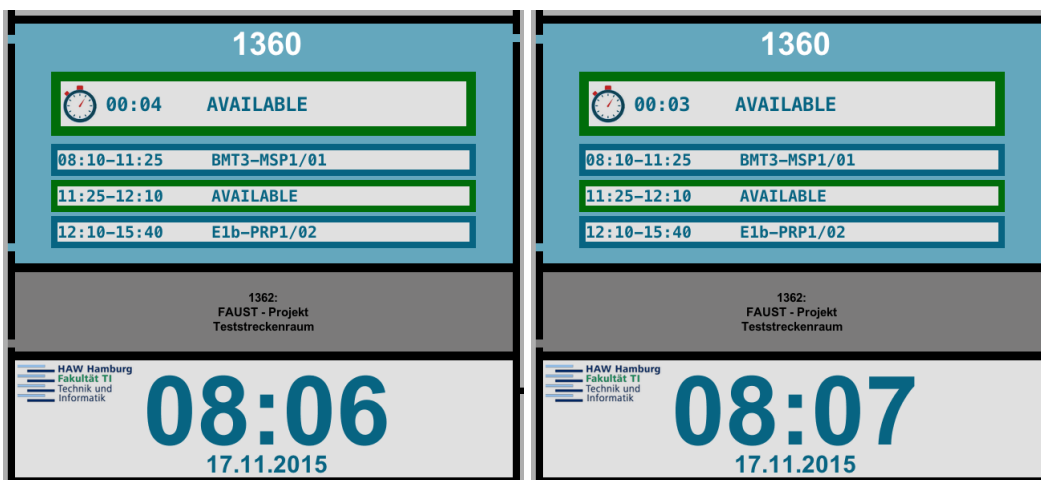 1360
00:04 AVAILABLE
08:10-11:25 BMT3-MSP1/01
11:25-12:10 AVAILABLE
12:10-15:40 E1b-PRP1/02
1362:
FAUST - Projekt
Teststreckenraum
HAW Hamburg
Fakultät TI
Technik und
Informatik
08:06
17.11.2015
1360
00:03 AVAILABLE
08:10-11:25 BMT3-MSP1/01
11:25-12:10 AVAILABLE
12:10-15:40 E1b-PRP1/02
1362:
FAUST - Projekt
Teststreckenraum
HAW Hamburg
Fakultät TI
Technik und
Informatik
08:07
17.11.2015